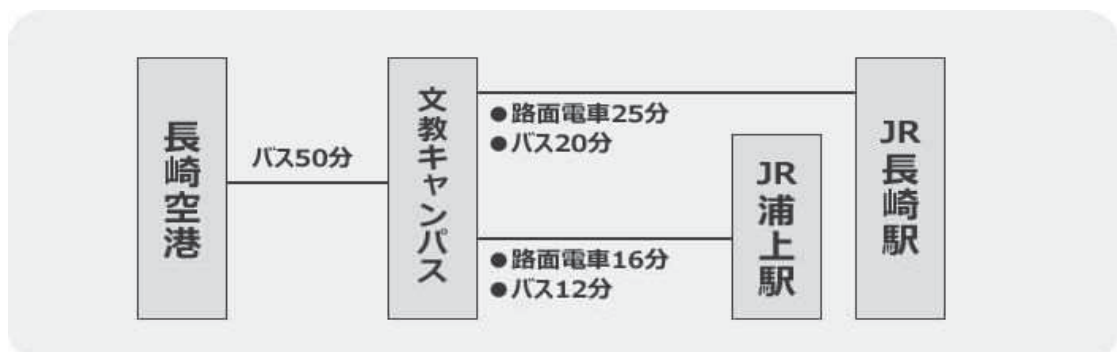 長崎空港
バス50分
文教キャンパス
●路面電車25分
●バス20分
●路面電車16分
●バス12分
JR浦上駅
JR長崎駅